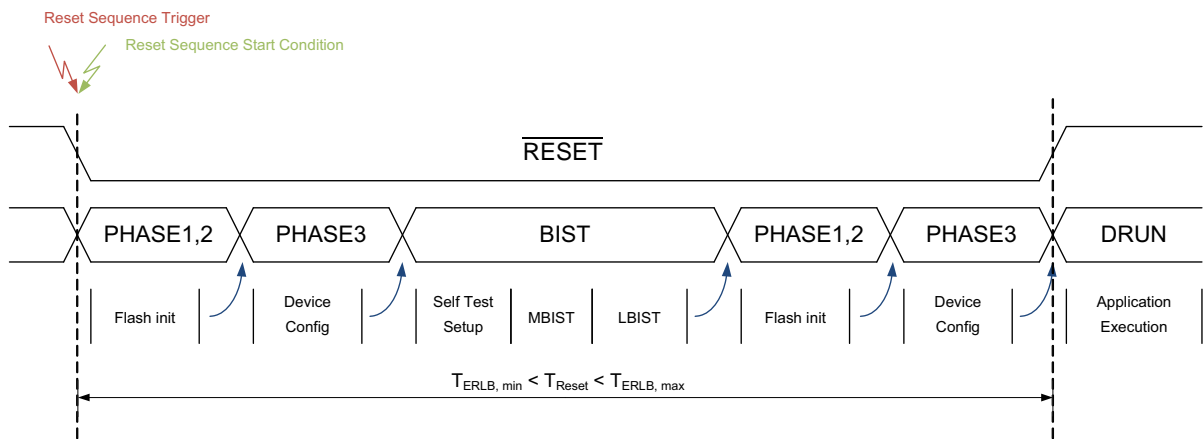 Reset Sequence Trigger
Reset Sequence Start Condition
RESET
PHASE1,2
PHASE3
BIST
PHASE1,2
PHASE3
DRUN
Flash init
Device
Config
Self Test
Setup
MBIST
LBIST
Flash init
Device
Config
Application
Execution
TERLB, min < TReset < TERLB, max